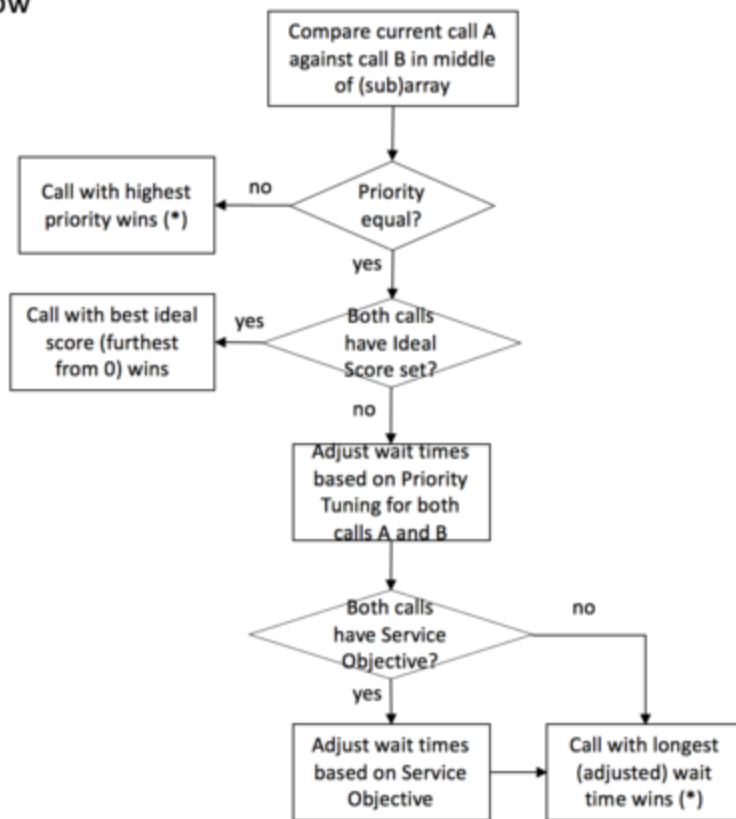 Compare current call A
against call B in middle
of (sub)array
no
Call with highest
priority wins (*)
Priority
equal?
yes
Call with best ideal
score (furthest
from 0) wins
yes
Both calls
have Ideal
Score set?
no
Adjust wait times
based on Priority
Tuning for both
calls A and B
Both calls
have Service
Objective?
no
yes
Adjust wait times
based on Service
Objective
Call with longest
(adjusted) wait
time wins (*)